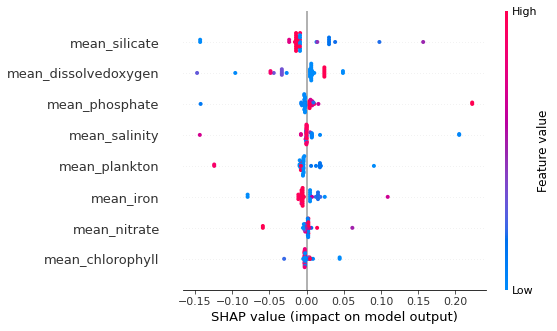 High
mean_silicate
mean_dissolvedoxygen
mean_phosphate
mean_salinity
mean_plankton
mean_iron
mean_nitrate
mean_chlorophyll
Feature value
Low
−0.15 −0.10 −0.05 0.00 0.05 0.10 0.15 0.20
SHAP value (impact on model output)